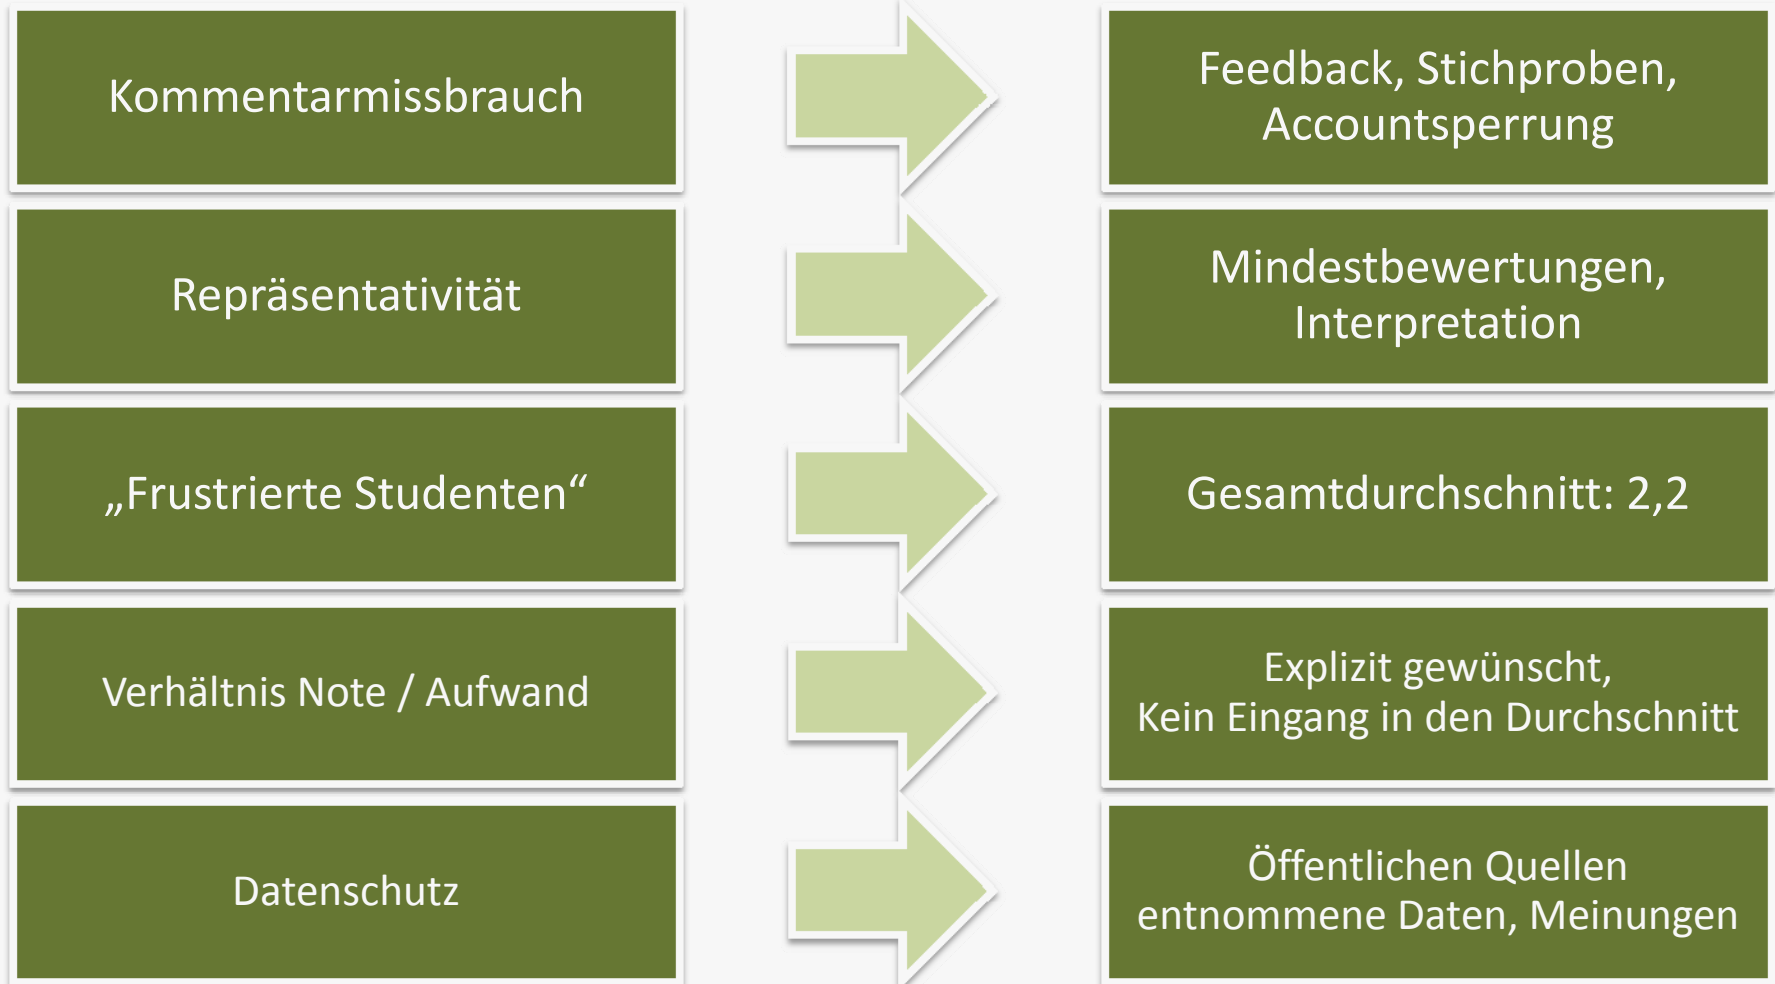 Kommentarmissbrauch
Feedback, Stichproben,
Accountsperrung
Repräsentativität
Mindestbewertungen,
Interpretation
„Frustrierte Studenten“
Gesamtdurchschnitt: 2,2
Verhältnis Note / Aufwand
Explizit gewünscht,
Kein Eingang in den Durchschnitt
Datenschutz
Öffentlichen Quellen
entnommene Daten, Meinungen